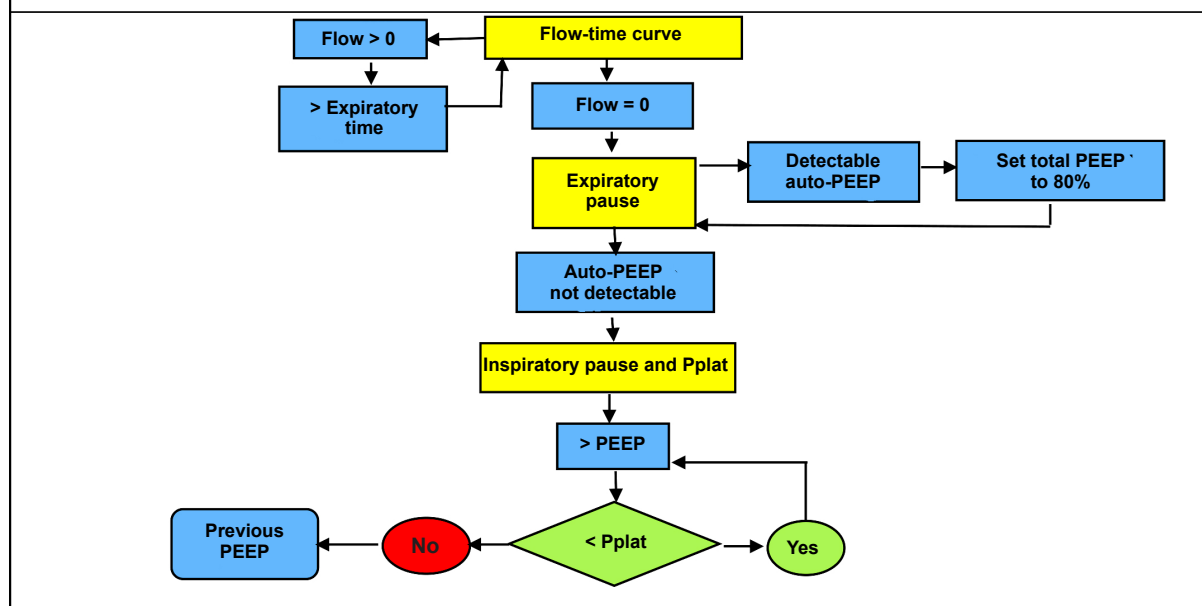 Flow > 0
Flow-time curve
> Expiratory
time
Flow = 0
Expiratory
pause
Detectable
auto-PEEP
Set total PEEP
to 80%
Auto-PEEP
not detectable
Inspiratory pause and Pplat
> PEEP
< Pplat
Yes
No
Previous
PEEP